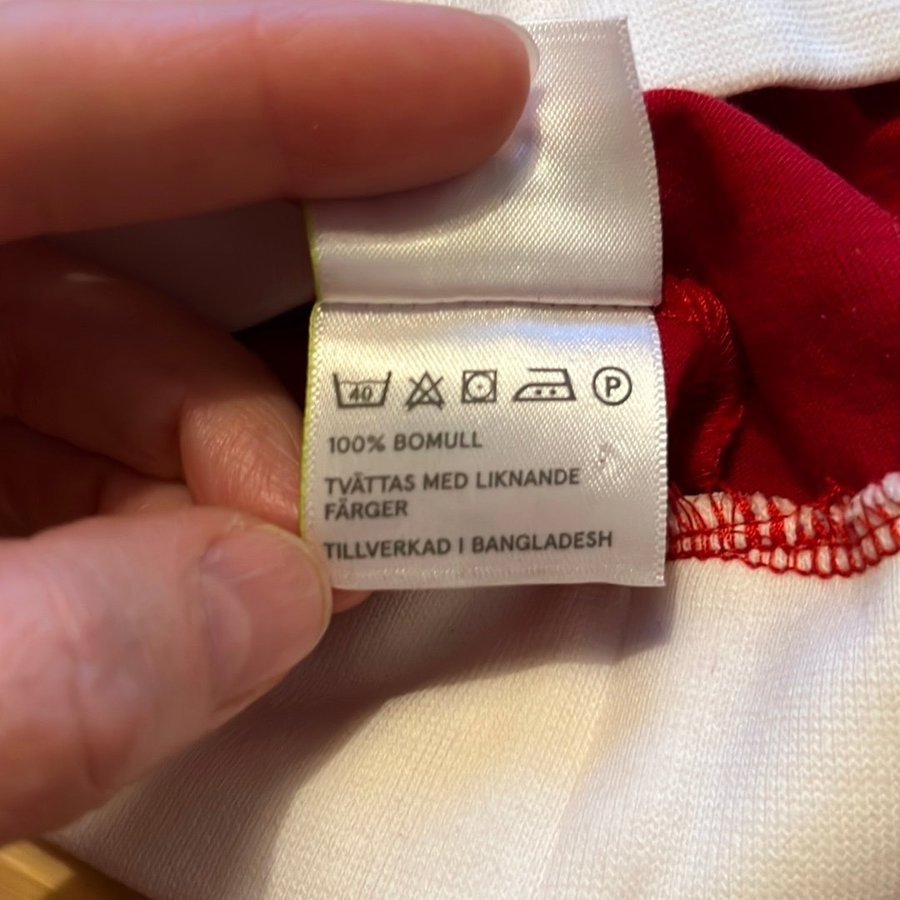 40 P
100% BOMULL
TVÄTTAS MED LIKNANDE
FÄRGER
TILLVERKAD I BANGLADESH